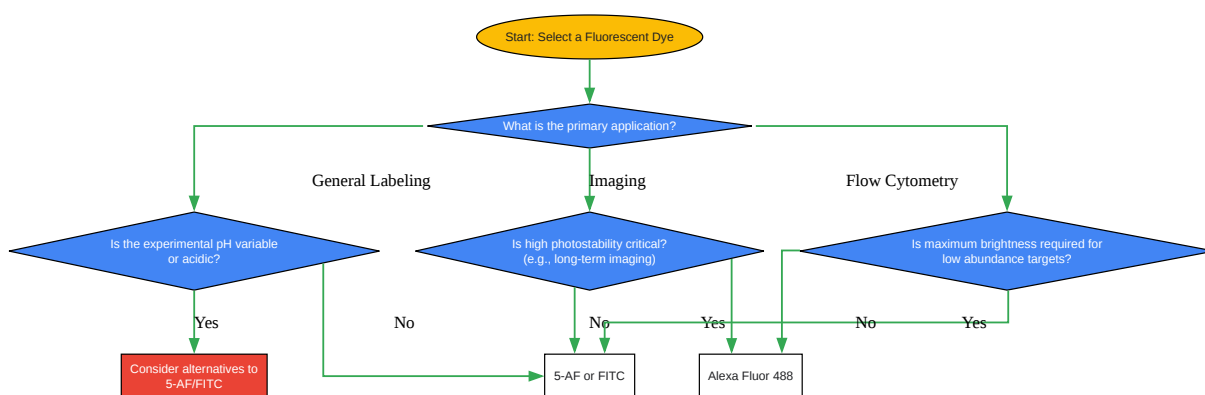 Start: Select a Fluorescent Dye
What is the primary application?
General Labeling
Imaging
Flow Cytometry
Is the experimental pH variable
or acidic?
Is high photostability critical?
(e.g., long-term imaging)
Is maximum brightness required for
low abundance targets?
Yes
No
No
Yes
No
Yes
Consider alternatives to
5-AF/FITC
5-AF or FITC
Alexa Fluor 488